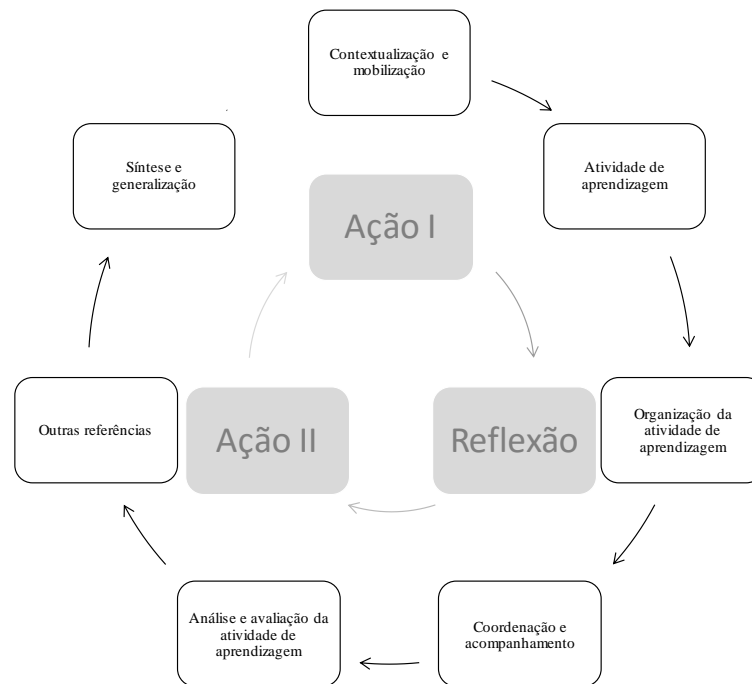 Contextualização e
mobilização
Atividade de
aprendizagem
Organização da
atividade de
aprendizagem
Coordenação e
acompanhamento
Análise e avaliação da
atividade de
aprendizagem
Outras referências
Síntese e
generalização
Ação I
Reflexão
Ação II